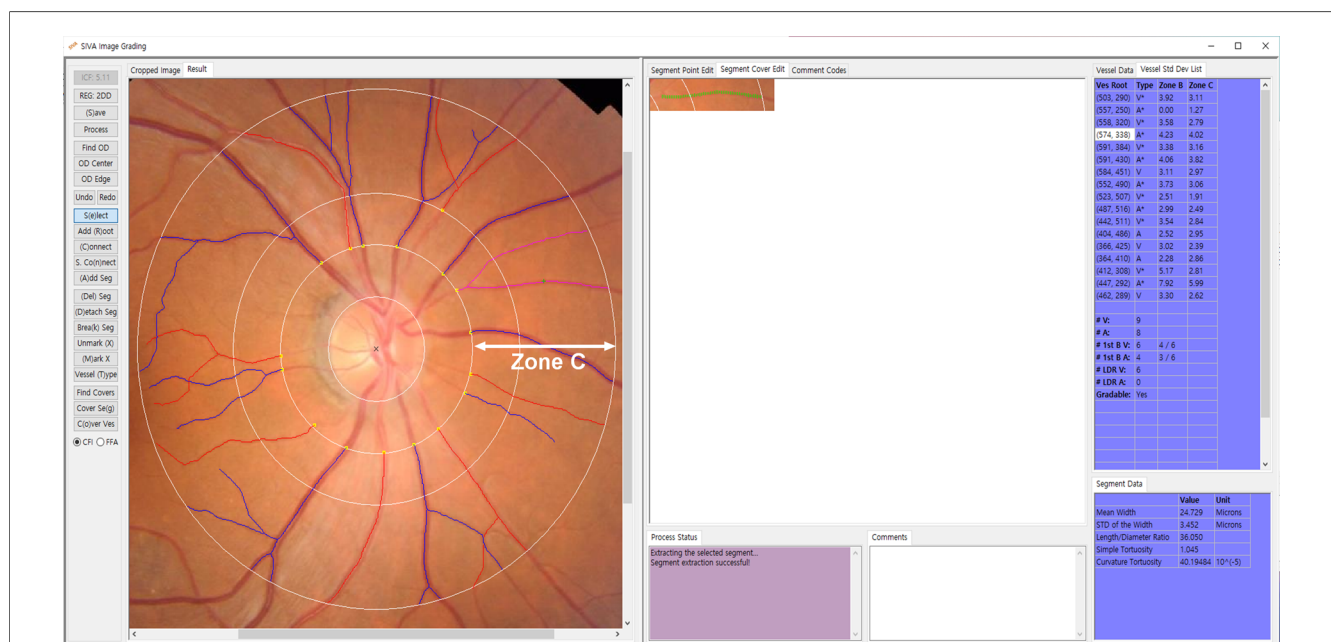 SIVA Image Grading
ICF: 5.11
REG: 2DD
(S)ave
Process
Find OD
OD Center
OD Edge
Undo Redo
S(e)lect
Add (R)oot
(C)onnect
S. Co(n)nect
(A)dd Seg
(Del) Seg
(D)etach Seg
Brea(k) Seg
Unmark (X)
(M)ark X
Vessel (T)ype
Find Covers
Cover Se(g)
C(o)ver Ves
CFI FFA
Cropped Image Result
Zone C
Segment Point Edit Segment Cover Edit Comment Codes
Process Status
Extracting the selected segment...
Segment extraction successful!
Comments
Vessel Data Vessel Std Dev List
Ves Root Type Zone B Zone C
(503, 290) V* 3.92 3.11
(557, 250) A* 0.00 1.27
(558, 320) V* 3.58 2.79
(574, 338) A* 4.23 4.02
(591, 384) V* 3.38 3.16
(591, 430) A* 4.06 3.82
(584, 451) V 3.11 2.97
(552, 490) A* 3.73 3.06
(523, 507) V* 2.51 1.91
(487, 516) A* 2.99 2.49
(442, 511) V* 3.54 2.84
(404, 486) A 2.52 2.95
(366, 425) V 3.02 2.39
(364, 410) A 2.28 2.86
(412, 308) V* 5.17 2.81
(447, 292) A* 7.92 5.99
(462, 289) V 3.30 2.62
# V: 9
# A: 8
# 1st B V: 6 4 / 6
# 1st B A: 4 3 / 6
# LDR V: 6
# LDR A: 0
Gradable: Yes
Segment Data
Value Unit
Mean Width 24.729 Microns
STD of the Width 3.452 Microns
Length/Diameter Ratio 36.050
Simple Tortuosity 1.045
Curvature Tortuosity 40.19484 10^(-5)